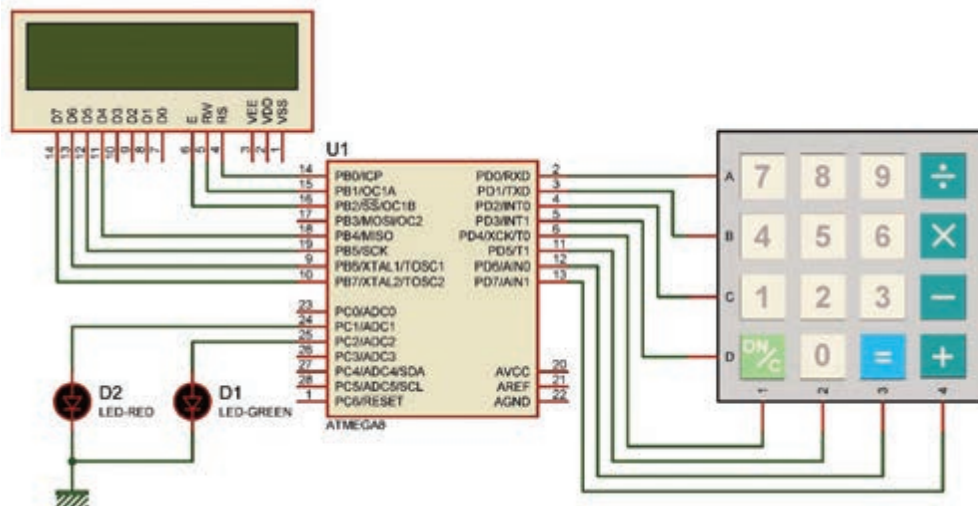 D7 D6 D5 D4 D3 D2 D1 D0 E RW RS VEE VDD VSS
14 13 12 11 10 9 8 7 6 5 4 3 2 1
U1
14 PB0/ICP PD0/RXD 2
15 PB1/OC1A PD1/TXD 3
16 PB2/SS/OC1B PD2/INT0 4
17 PB3/MOSI/OC2 PD3/INT1 5
18 PB4/MISO PD4/XCK/T0 6
19 PB5/SCK PD5/T1 11
9 PB6/XTAL1/TOSC1 PD6/AIN0 12
10 PB7/XTAL2/TOSC2 PD7/AIN1 13
23 PC0/ADC0
24 PC1/ADC1
25 PC2/ADC2
26 PC3/ADC3
27 PC4/ADC4/SDA AVCC 20
28 PC5/ADC5/SCL AREF 21
1 PC6/RESET AGND 22
ATMEGA8
D2
LED-RED
D1
LED-GREEN
A 7 8 9 ÷
B 4 5 6 ×
C 1 2 3 −
D ON/C 0 = +
1 2 3 4